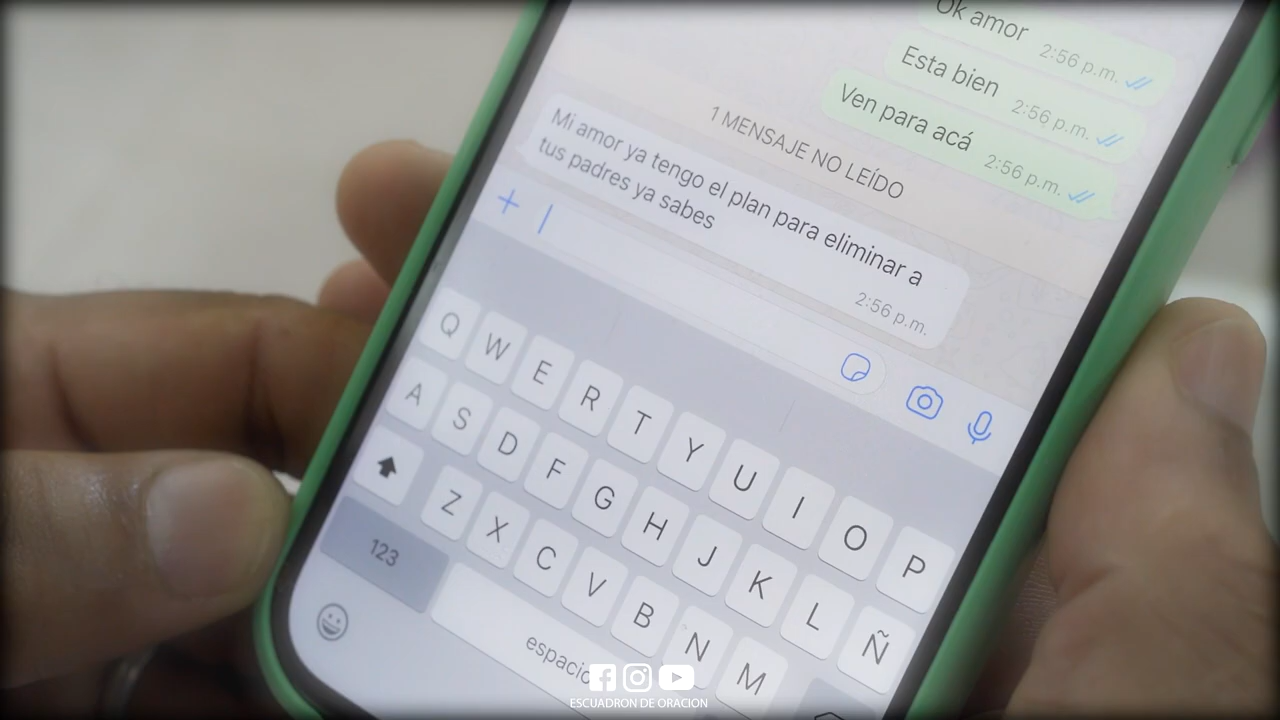 Ok amor 2:56 p.m.
Esta bien 2:56 p.m.
Ven para acá 2:56 p.m.
1 MENSAJE NO LEÍDO
Mi amor ya tengo el plan para eliminar a
tus padres ya sabes
2:56 p.m.
Q W E R T Y U I O P
A S D F G H J K L Ñ
Z X C V B N M
123
espacio
ESCUADRON DE ORACION